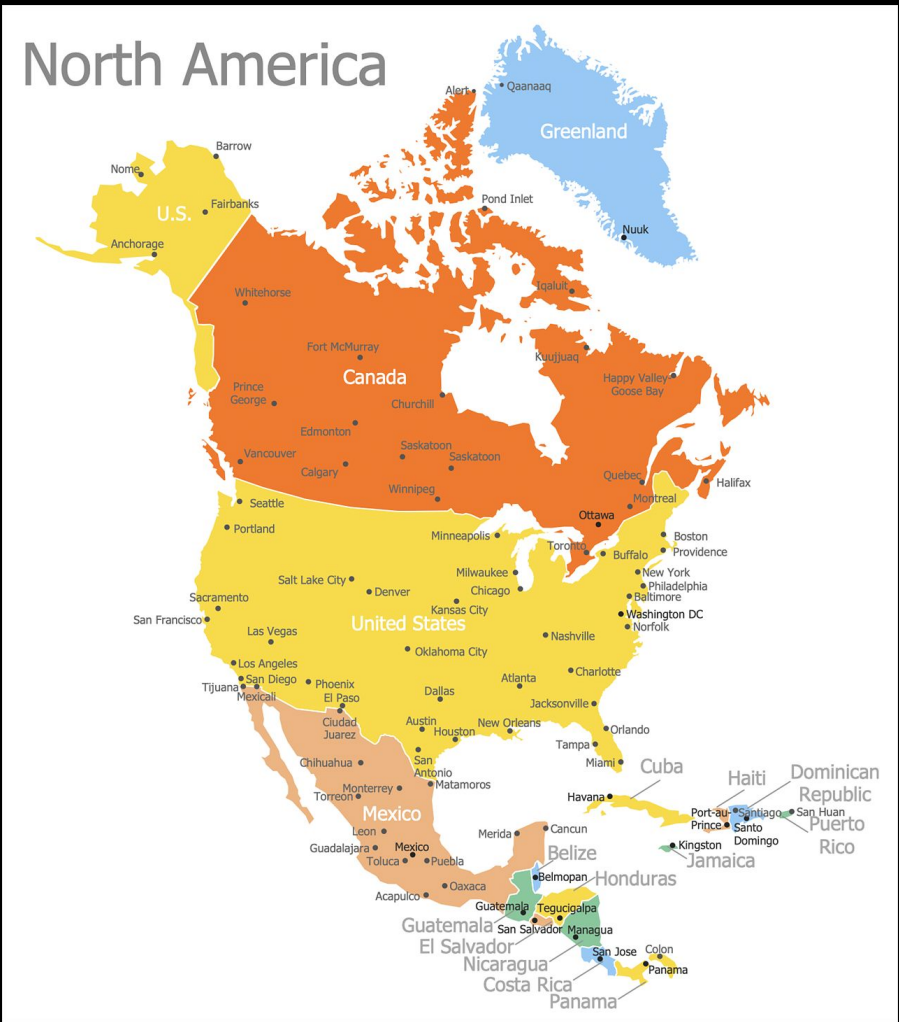 North America
Alert
Qaanaaq
Greenland
Barrow
Nome
Fairbanks
U.S.
Pond Inlet
Nuuk
Anchorage
Iqaluit
Whitehorse
Fort McMurray
Kuujjuaq
Canada
Happy Valley
Goose Bay
Prince
George
Churchill
Edmonton
Saskatoon
Saskatoon
Vancouver
Calgary
Quebec
Halifax
Winnipeg
Montreal
Seattle
Ottawa
Portland
Minneapolis
Boston
Toronto
Buffalo
Providence
Milwaukee
New York
Salt Lake City
Denver
Chicago
Philadelphia
Sacramento
Baltimore
Kansas City
San Francisco
United States
Washington DC
Las Vegas
Norfolk
Nashville
Oklahoma City
Los Angeles
Charlotte
San Diego
Atlanta
Tijuana
Phoenix
Mexicali
El Paso
Dallas
Jacksonville
Ciudad
Juarez
Austin
New Orleans
Houston
Orlando
Tampa
Chihuahua
San
Antonio
Miami
Cuba
Matamoros
Monterrey
Haiti
Dominican
Republic
Torreon
Havana
Mexico
Port-au-
Prince
Santiago
San Huan
Puerto
Rico
Leon
Merida
Cancun
Santo
Domingo
Guadalajara
Mexico
Kingston
Toluca
Puebla
Belize
Jamaica
Belmopan
Honduras
Oaxaca
Acapulco
Guatemala
Tegucigalpa
Guatemala
San Salvador
Managua
El Salvador
San Jose
Colon
Nicaragua
Panama
Costa Rica
Panama